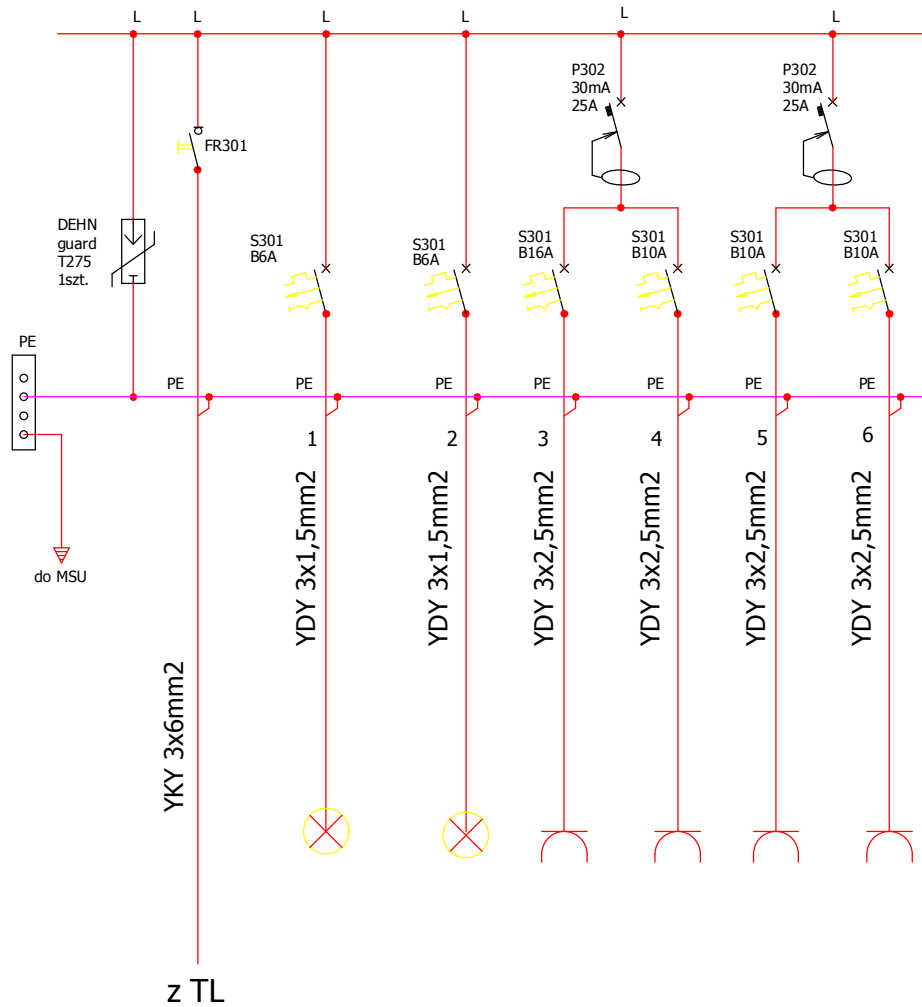 L
L
L
L
L
L
P302
30mA
25A
P302
30mA
25A
FR301
DEHN
guard
T275
1szt.
S301
B6A
S301
B6A
S301
B16A
S301
B10A
S301
B10A
S301
B10A
PE
PE
PE
PE
PE
PE
PE
PE
1
2
3
4
5
6
YDY 3x1,5mm2
YDY 3x1,5mm2
YDY 3x2,5mm2
YDY 3x2,5mm2
YDY 3x2,5mm2
YDY 3x2,5mm2
do MSU
YKY 3x6mm2
z TL